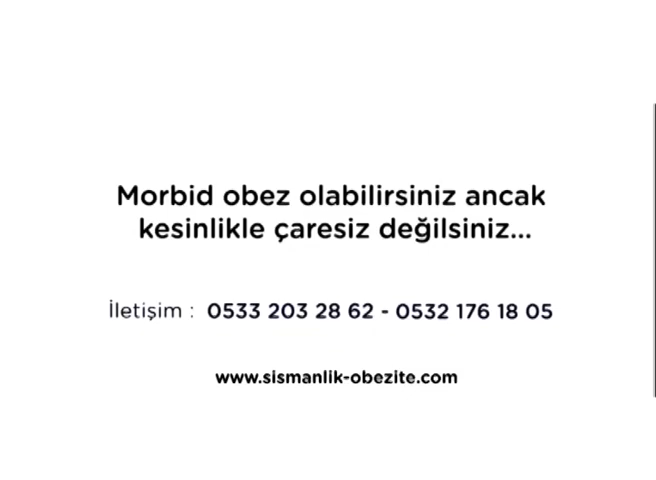 Morbid obez olabilirsiniz ancak
kesinlikle çaresiz değilsiniz...
İletişim : 0533 203 28 62 - 0532 176 18 05
www.sismanlik-obezite.com